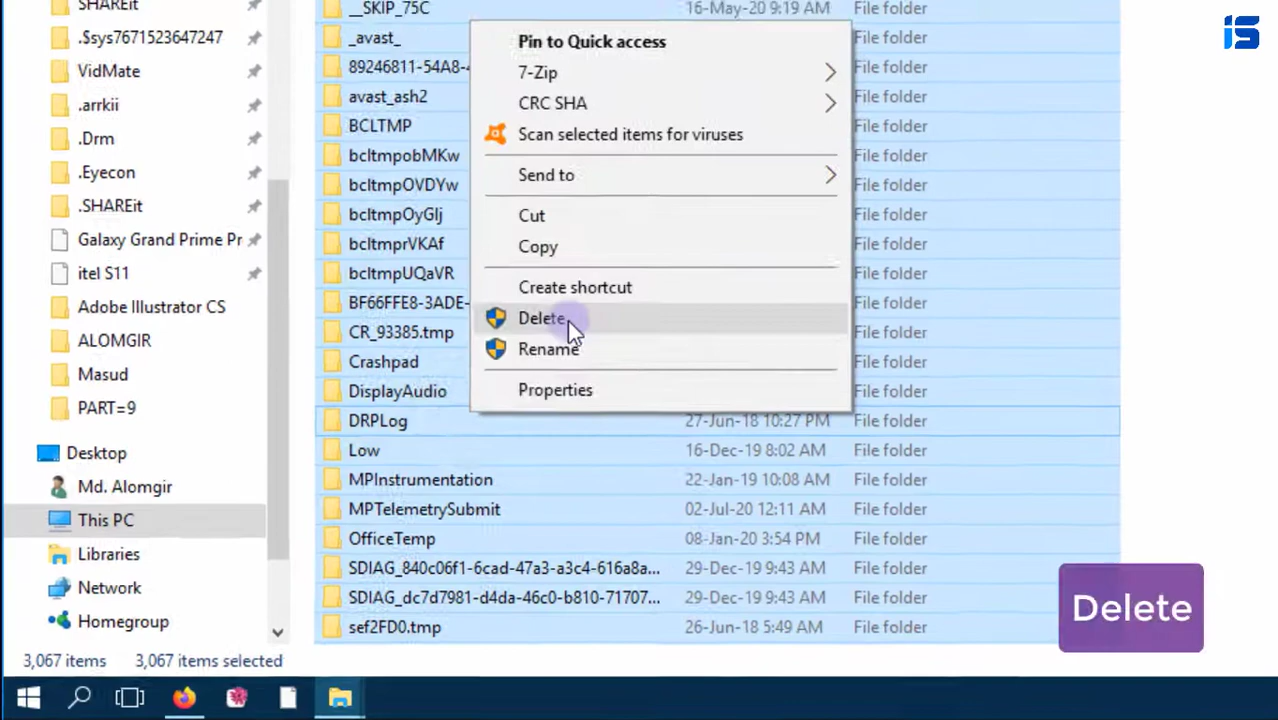 SHAREit
.$sys7671523647247
VidMate
.arrkii
.Drm
.Eyecon
.SHAREit
Galaxy Grand Prime Pr
itel S11
Adobe Illustrator CS
ALOMGIR
Masud
PART=9
Desktop
Md. Alomgir
This PC
Libraries
Network
Homegroup
__SKIP_75C 16-May-20 9:19 AM File folder
_avast_ File folder
89246811-54A8-4 File folder
avast_ash2 File folder
BCLTMP File folder
bcltmpobMKw File folder
bcltmpOVDYw File folder
bcltmpOyGIj File folder
bcltmprVKAf File folder
bcltmpUQaVR File folder
BF66FFE8-3ADE- File folder
CR_93385.tmp File folder
Crashpad File folder
DisplayAudio File folder
DRPLog 27-Jun-18 10:27 PM File folder
Low 16-Dec-19 8:02 AM File folder
MPInstrumentation 22-Jan-19 10:08 AM File folder
MPTelemetrySubmit 02-Jul-20 12:11 AM File folder
OfficeTemp 08-Jan-20 3:54 PM File folder
SDIAG_840c06f1-6cad-47a3-a3c4-616a8a... 29-Dec-19 9:43 AM File folder
SDIAG_dc7d7981-d4da-46c0-b810-71707... 29-Dec-19 9:43 AM File folder
sef2FD0.tmp 26-Jun-18 5:49 AM File folder
Pin to Quick access
7-Zip
CRC SHA
Scan selected items for viruses
Send to
Cut
Copy
Create shortcut
Delete
Rename
Properties
Delete
3,067 items 3,067 items selected